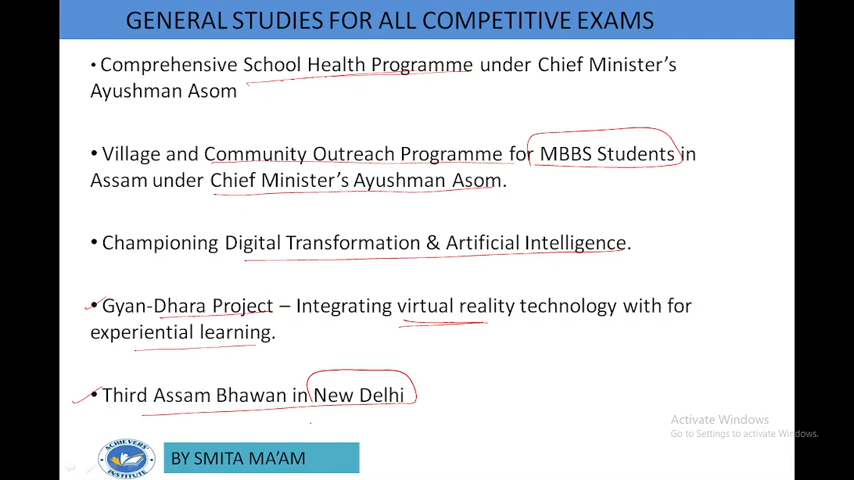 GENERAL STUDIES FOR ALL COMPETITIVE EXAMS
• Comprehensive School Health Programme under Chief Minister's
Ayushman Asom
• Village and Community Outreach Programme for MBBS Students in
Assam under Chief Minister's Ayushman Asom.
• Championing Digital Transformation & Artificial Intelligence.
• Gyan-Dhara Project – Integrating virtual reality technology with for
experiential learning.
• Third Assam Bhawan in New Delhi
Activate Windows
Go to Settings to activate Windows.
ACHIEVERS'
INSTITUTE
BY SMITA MA'AM